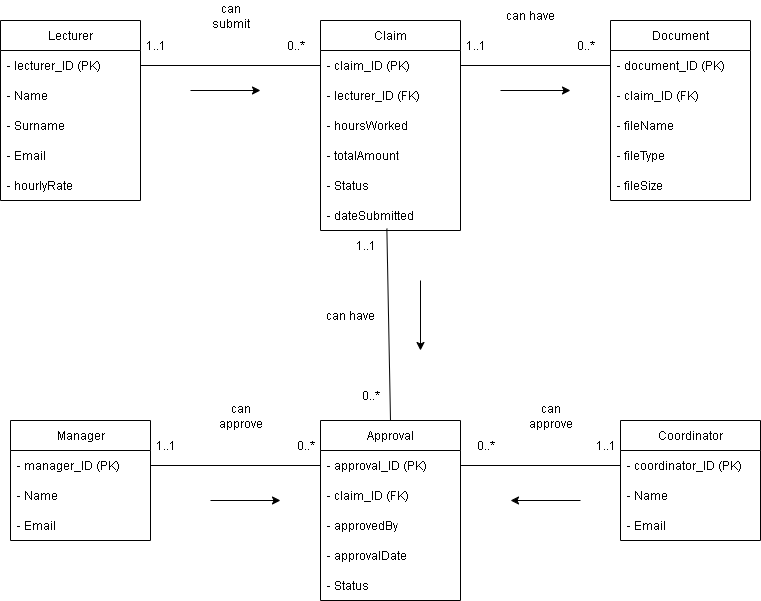 can
submit
can have
Lecturer
Claim
Document
1..1
0..*
1..1
0..*
- lecturer_ID (PK)
- Name
- Surname
- Email
- hourlyRate
- claim_ID (PK)
- lecturer_ID (FK)
- hoursWorked
- totalAmount
- Status
- dateSubmitted
- document_ID (PK)
- claim_ID (FK)
- fileName
- fileType
- fileSize
1..1
can have
0..*
can
approve
can
approve
Manager
Approval
Coordinator
1..1
0..*
0..*
1..1
- manager_ID (PK)
- Name
- Email
- approval_ID (PK)
- claim_ID (FK)
- approvedBy
- approvalDate
- Status
- coordinator_ID (PK)
- Name
- Email